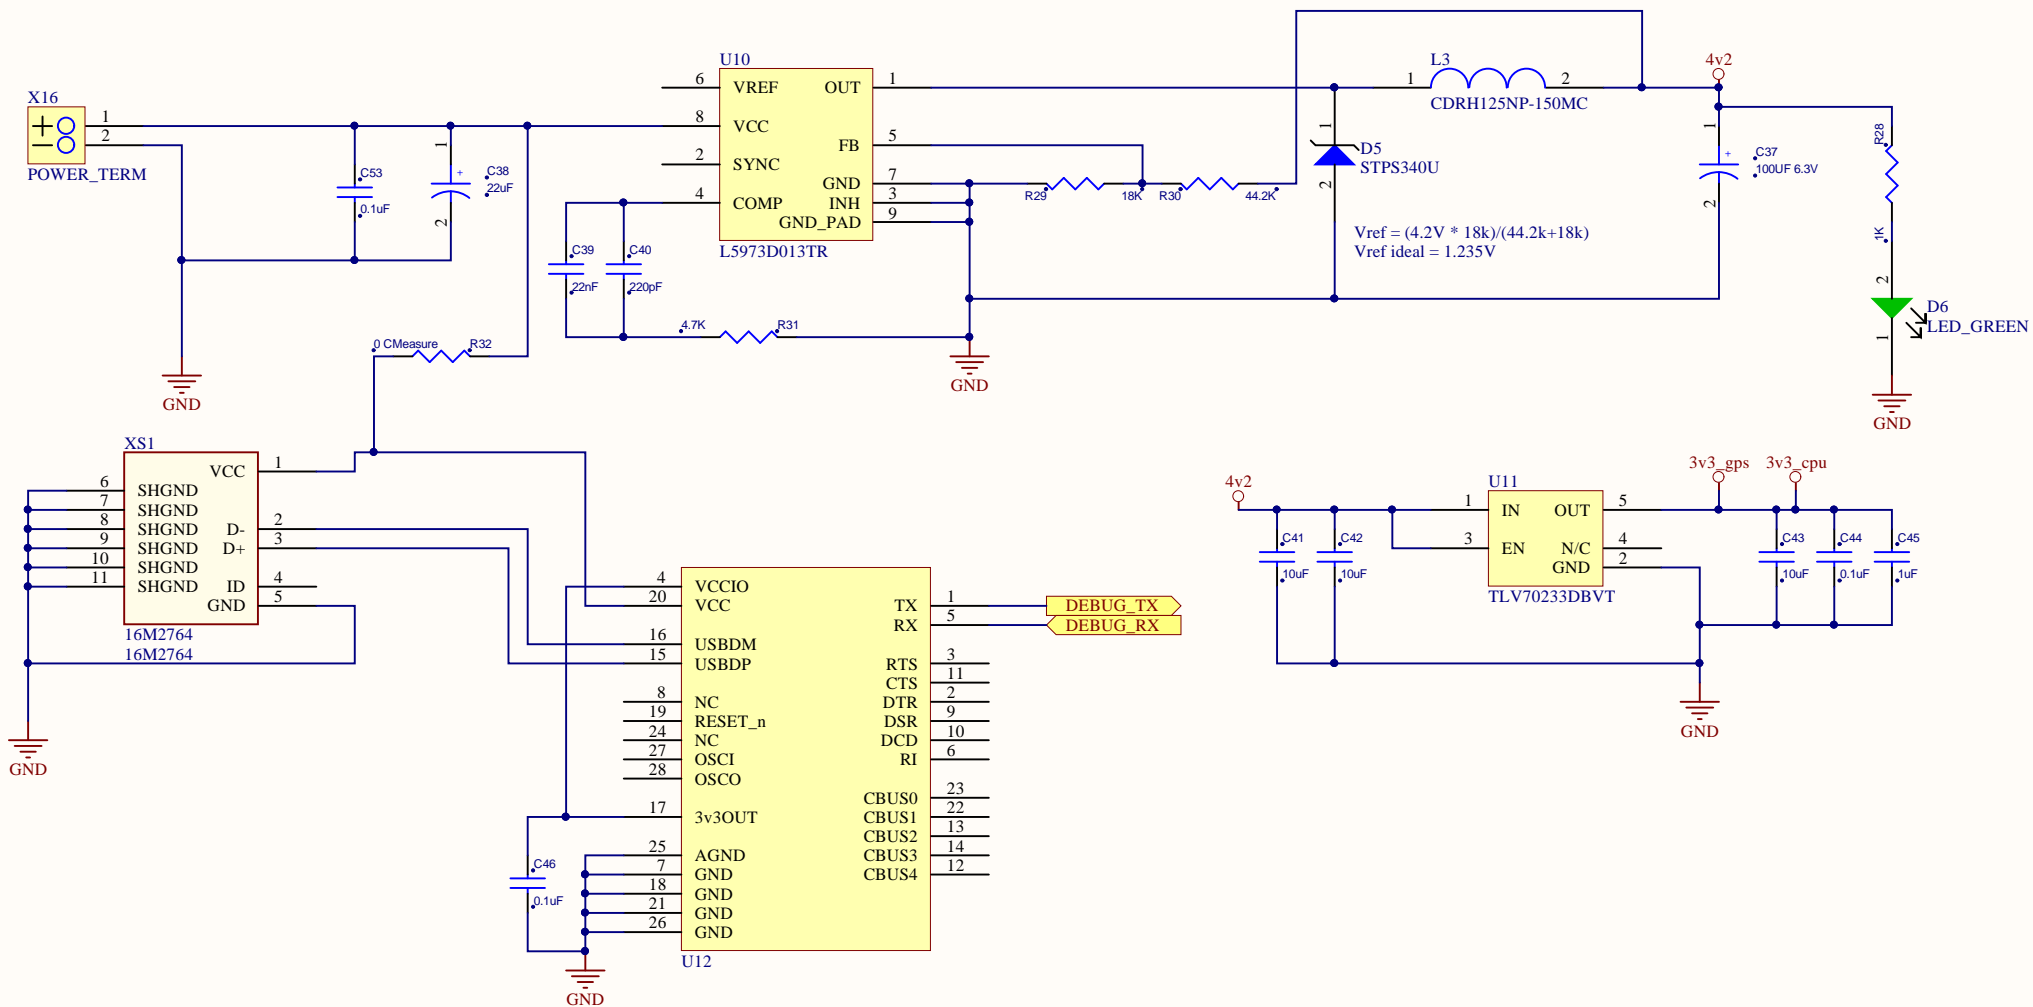 X16
1
2
POWER_TERM
C53
0.1uF
1
C38
22uF
2
GND
U10
6 VREF
8 VCC
2 SYNC
4 COMP
OUT 1
FB 5
GND 7
INH 3
GND_PAD 9
L5973D013TR
C39
22nF
C40
220pF
4.7K R31
R29 18K
R30 44.2K
GND
1
D5
STPS340U
2
Vref = (4.2V * 18k)/(44.2k+18k)
Vref ideal = 1.235V
L3
1 2
CDRH125NP-150MC
4v2
1
+
C37
100UF 6.3V
2
R28
1K
2
D6
LED_GREEN
1
GND
0 CMeasure R32
XS1
VCC 1
6 SHGND
7 SHGND
8 SHGND
9 SHGND
10 SHGND
11 SHGND
D- 2
D+ 3
ID 4
GND 5
16M2764
16M2764
GND
4 VCCIO
20 VCC
16 USBDM
15 USBDP
8 NC
19 RESET_n
24 NC
27 OSCI
28 OSCO
17 3v3OUT
25 AGND
7 GND
18 GND
21 GND
26 GND
TX 1
RX 5
RTS 3
CTS 11
DTR 2
DSR 9
DCD 10
RI 6
CBUS0 23
CBUS1 22
CBUS2 13
CBUS3 14
CBUS4 12
U12
DEBUG_TX
DEBUG_RX
C46
0.1uF
GND
4v2
C41
10uF
C42
10uF
U11
1 IN
3 EN
OUT 5
N/C 4
GND 2
TLV70233DBVT
3v3_gps
3v3_cpu
C43
10uF
C44
0.1uF
C45
1uF
GND